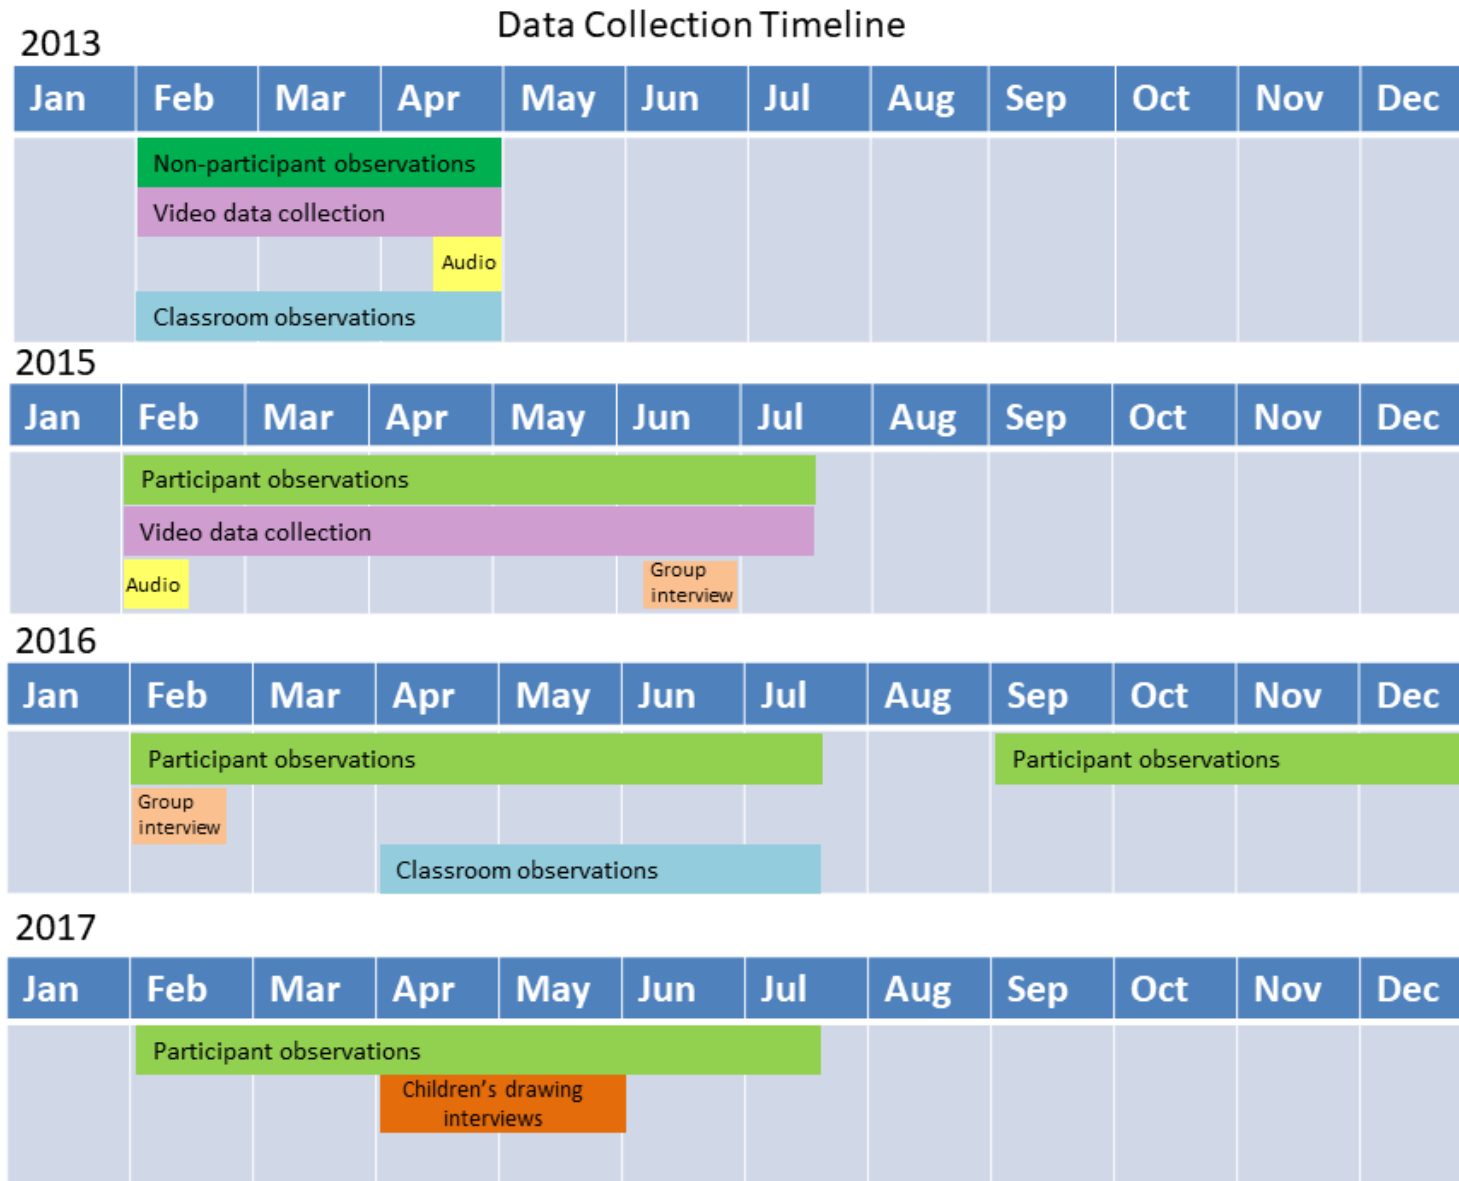 Data Collection Timeline
2013
Jan Feb Mar Apr May Jun Jul Aug Sep Oct Nov Dec
Non-participant observations
Video data collection
Audio
Classroom observations
2015
Jan Feb Mar Apr May Jun Jul Aug Sep Oct Nov Dec
Participant observations
Video data collection
Audio
Group
interview
2016
Jan Feb Mar Apr May Jun Jul Aug Sep Oct Nov Dec
Participant observations Participant observations
Group
interview
Classroom observations
2017
Jan Feb Mar Apr May Jun Jul Aug Sep Oct Nov Dec
Participant observations
Children’s drawing
interviews